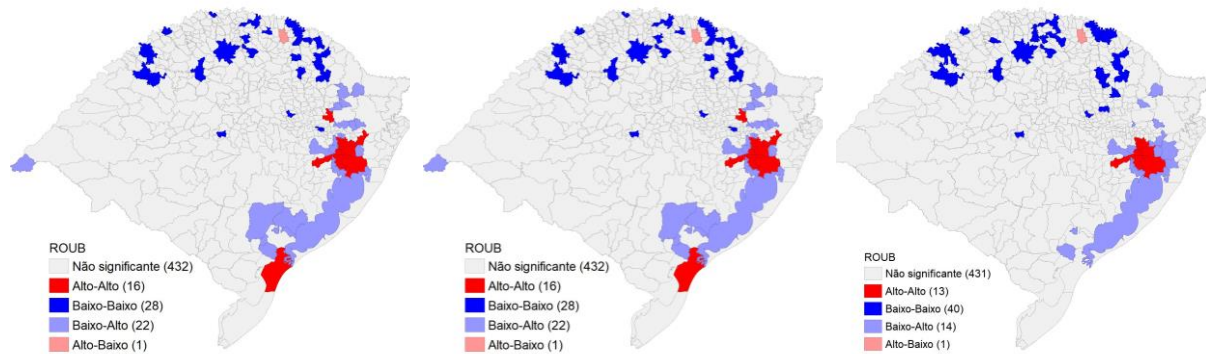 ROUB
Não significante (432)
Alto-Alto (16)
Baixo-Baixo (28)
Baixo-Alto (22)
Alto-Baixo (1)
ROUB
Não significante (432)
Alto-Alto (16)
Baixo-Baixo (28)
Baixo-Alto (22)
Alto-Baixo (1)
ROUB
Não significante (431)
Alto-Alto (13)
Baixo-Baixo (40)
Baixo-Alto (14)
Alto-Baixo (1)